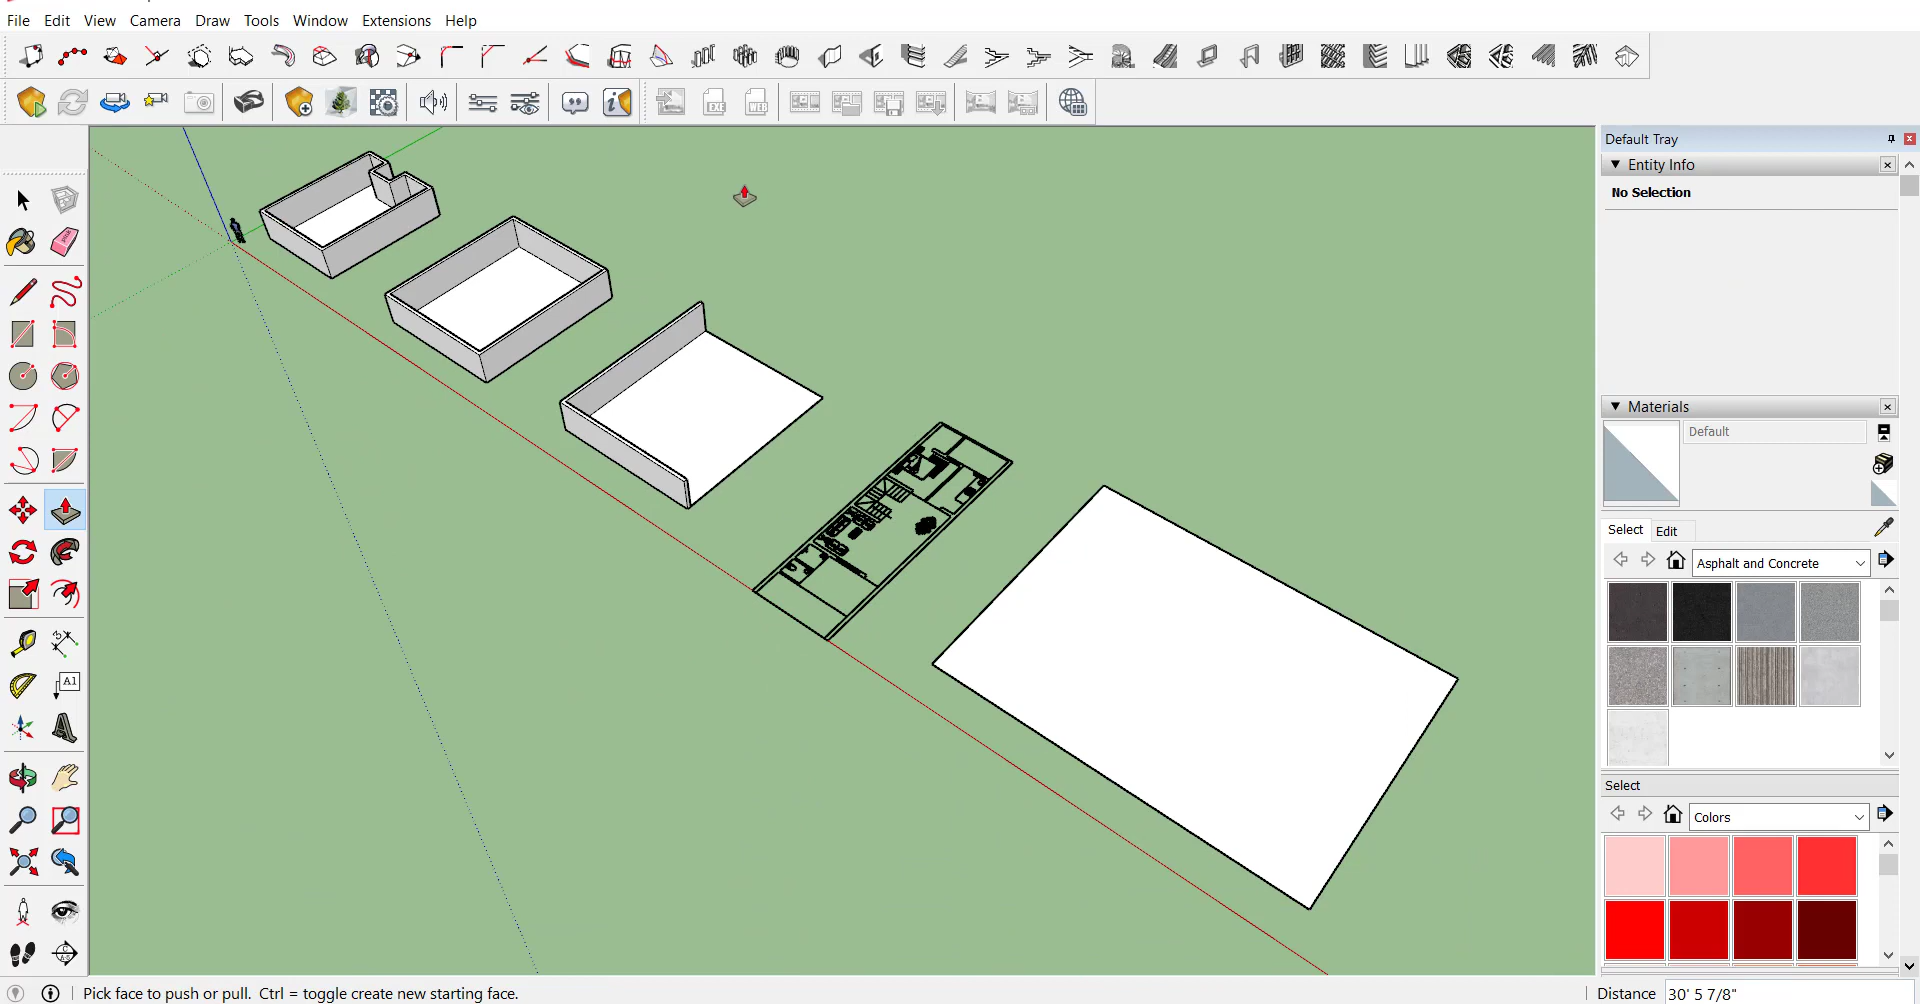 File Edit View Camera Draw Tools Window Extensions Help
Default Tray
Entity Info
No Selection
Materials
Default
Select Edit
Asphalt and Concrete
Select
Colors
A1
Pick face to push or pull. Ctrl = toggle create new starting face.
Distance 30' 5 7/8"